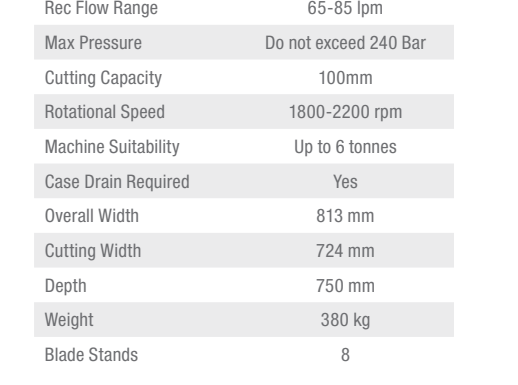 Rec Flow Range 65-85 lpm
Max Pressure Do not exceed 240 Bar
Cutting Capacity 100mm
Rotational Speed 1800-2200 rpm
Machine Suitability Up to 6 tonnes
Case Drain Required Yes
Overall Width 813 mm
Cutting Width 724 mm
Depth 750 mm
Weight 380 kg
Blade Stands 8